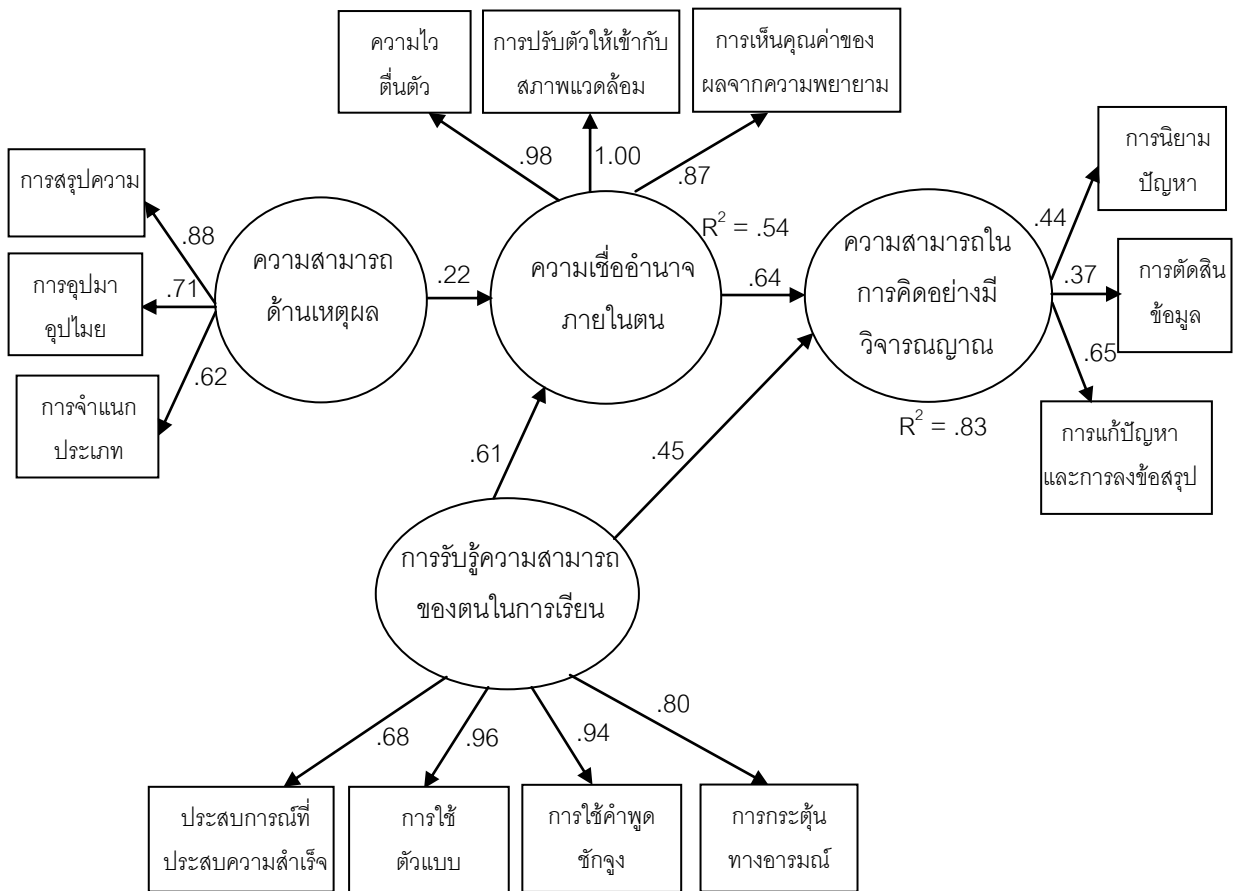 ความไว
ตื่นตัว
การปรับตัวให้เข้ากับ
สภาพแวดล้อม
การเห็นคุณค่าของ
ผลจากความพยายาม
.98
1.00
.87
การสรุปความ
.88
การอุปมา
อุปไมย
.71
การจำแนก
ประเภท
.62
ความสามารถ
ด้านเหตุผล
.22
ความเชื่ออำนาจ
ภายในตน
R² = .54
.64
ความสามารถใน
การคิดอย่างมี
วิจารณญาณ
R² = .83
.44
การนิยาม
ปัญหา
.37
การตัดสิน
ข้อมูล
.65
การแก้ปัญหา
และการลงข้อสรุป
.61
.45
การรับรู้ความสามารถ
ของตนในการเรียน
.68
.96
.94
.80
ประสบการณ์ที่
ประสบความสำเร็จ
การใช้
ตัวแบบ
การใช้คำพูด
ชักจูง
การกระตุ้น
ทางอารมณ์